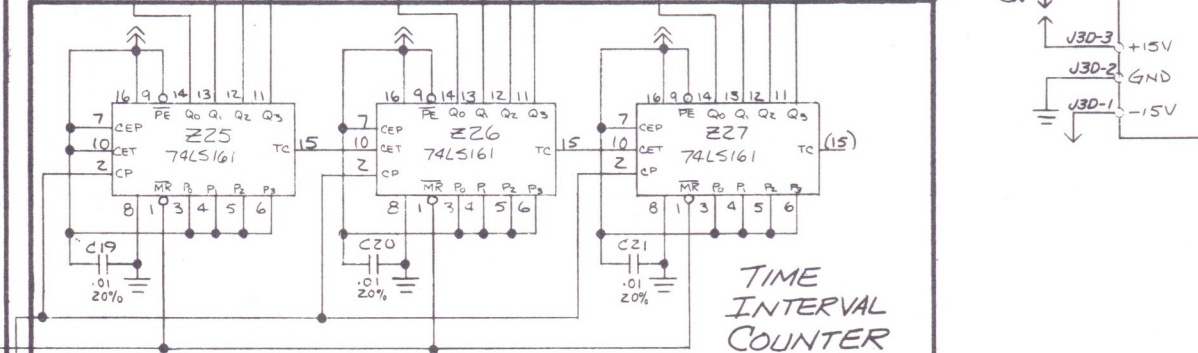 16 9 14 13 12 11
PE Q0 Q1 Q2 Q3
7 CEP Z25
10 CET 74LS161 TC 15
2 CP
MR P0 P1 P2 P3
8 1 3 4 5 6
C19
.01
20%
16 9 14 13 12 11
PE Q0 Q1 Q2 Q3
7 CEP Z26
10 CET 74LS161 TC 15
2 CP
MR P0 P1 P2 P3
8 1 3 4 5 6
C20
.01
20%
16 9 14 13 12 11
PE Q0 Q1 Q2 Q3
7 CEP Z27
10 CET 74LS161 TC (15)
2 CP
MR P0 P1 P2 P3
8 1 3 4 5 6
C21
.01
20%
TIME
INTERVAL
COUNTER
J3D-3 +15V
J3D-2 GND
J3D-1 -15V